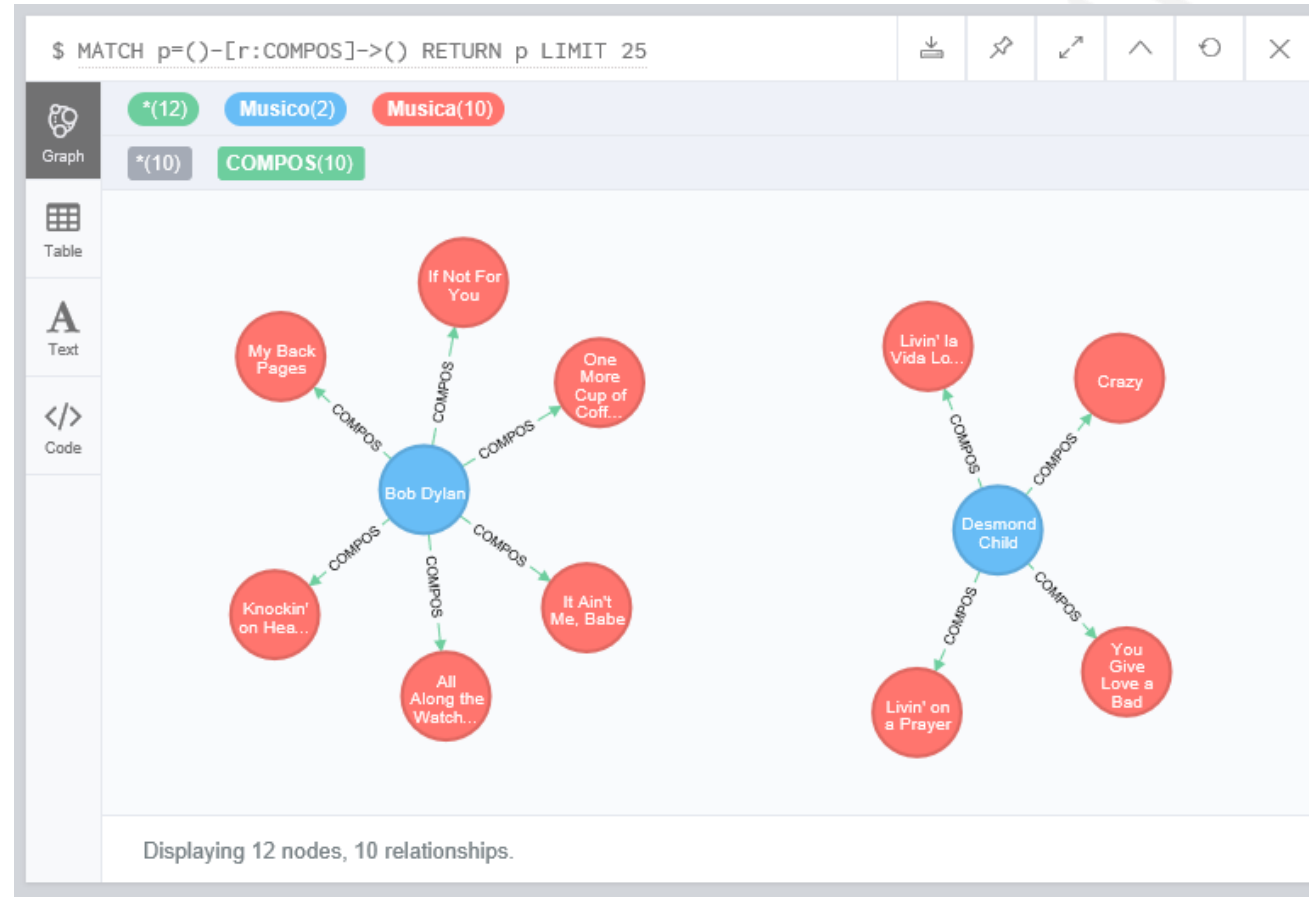 $ MATCH p=()-[r:COMPOS]->() RETURN p LIMIT 25
*(12) Musico(2) Musica(10)
*(10) COMPOS(10)
Graph
Table
A
Text
</>
Code
If Not For
You
My Back
Pages
One
More
Cup of
Coff...
COMPOS
COMPOS
COMPOS
Bob Dylan
COMPOS
COMPOS
COMPOS
Knockin'
on Hea...
It Ain't
Me, Babe
All
Along the
Watch...
Livin' la
Vida Lo...
Crazy
COMPOS
COMPOS
Desmond
Child
COMPOS
COMPOS
Livin' on
a Prayer
You
Give
Love a
Bad
Displaying 12 nodes, 10 relationships.